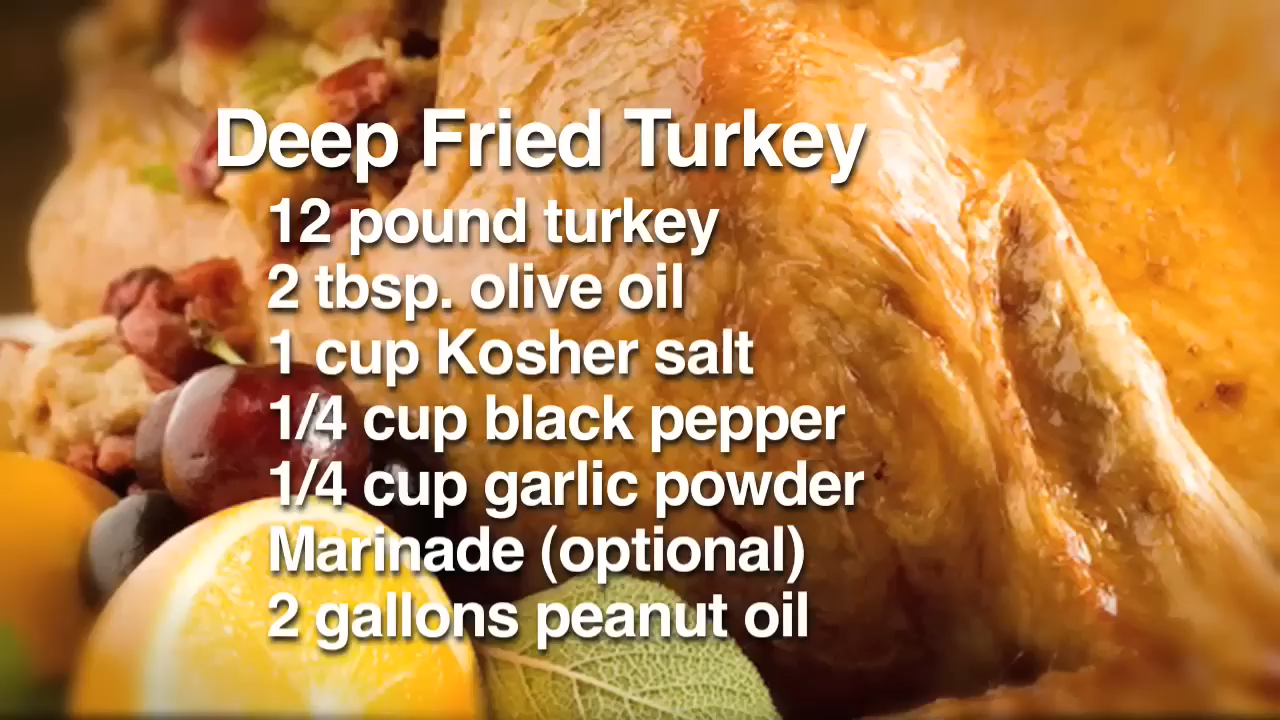 Deep Fried Turkey
12 pound turkey
2 tbsp. olive oil
1 cup Kosher salt
1/4 cup black pepper
1/4 cup garlic powder
Marinade (optional)
2 gallons peanut oil